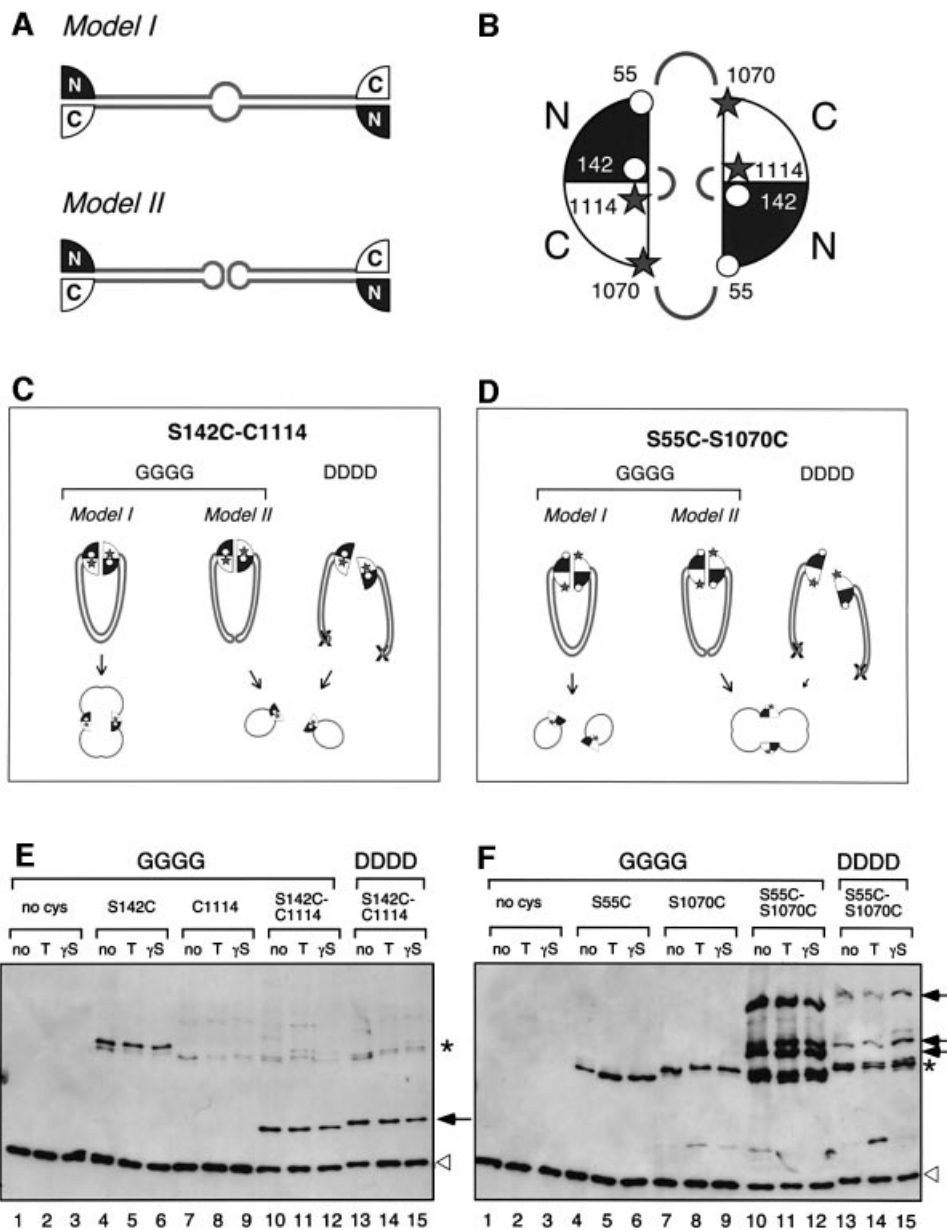 A Model I
N
C
C
N
Model II
N
C
C
N
B
55
1070
N
C
142
1114
1114
142
C
N
1070
55
C
S142C-C1114
GGGG
DDDD
Model I
Model II
D
S55C-S1070C
GGGG
DDDD
Model I
Model II
E
GGGG
DDDD
no cys
S142C
C1114
S142C-
C1114
S142C-
C1114
no T γS no T γS no T γS no T γS no T γS
*
1 2 3 4 5 6 7 8 9 10 11 12 13 14 15
F
GGGG
DDDD
no cys
S55C
S1070C
S55C-
S1070C
S55C-
S1070C
no T γS no T γS no T γS no T γS no T γS
*
1 2 3 4 5 6 7 8 9 10 11 12 13 14 15